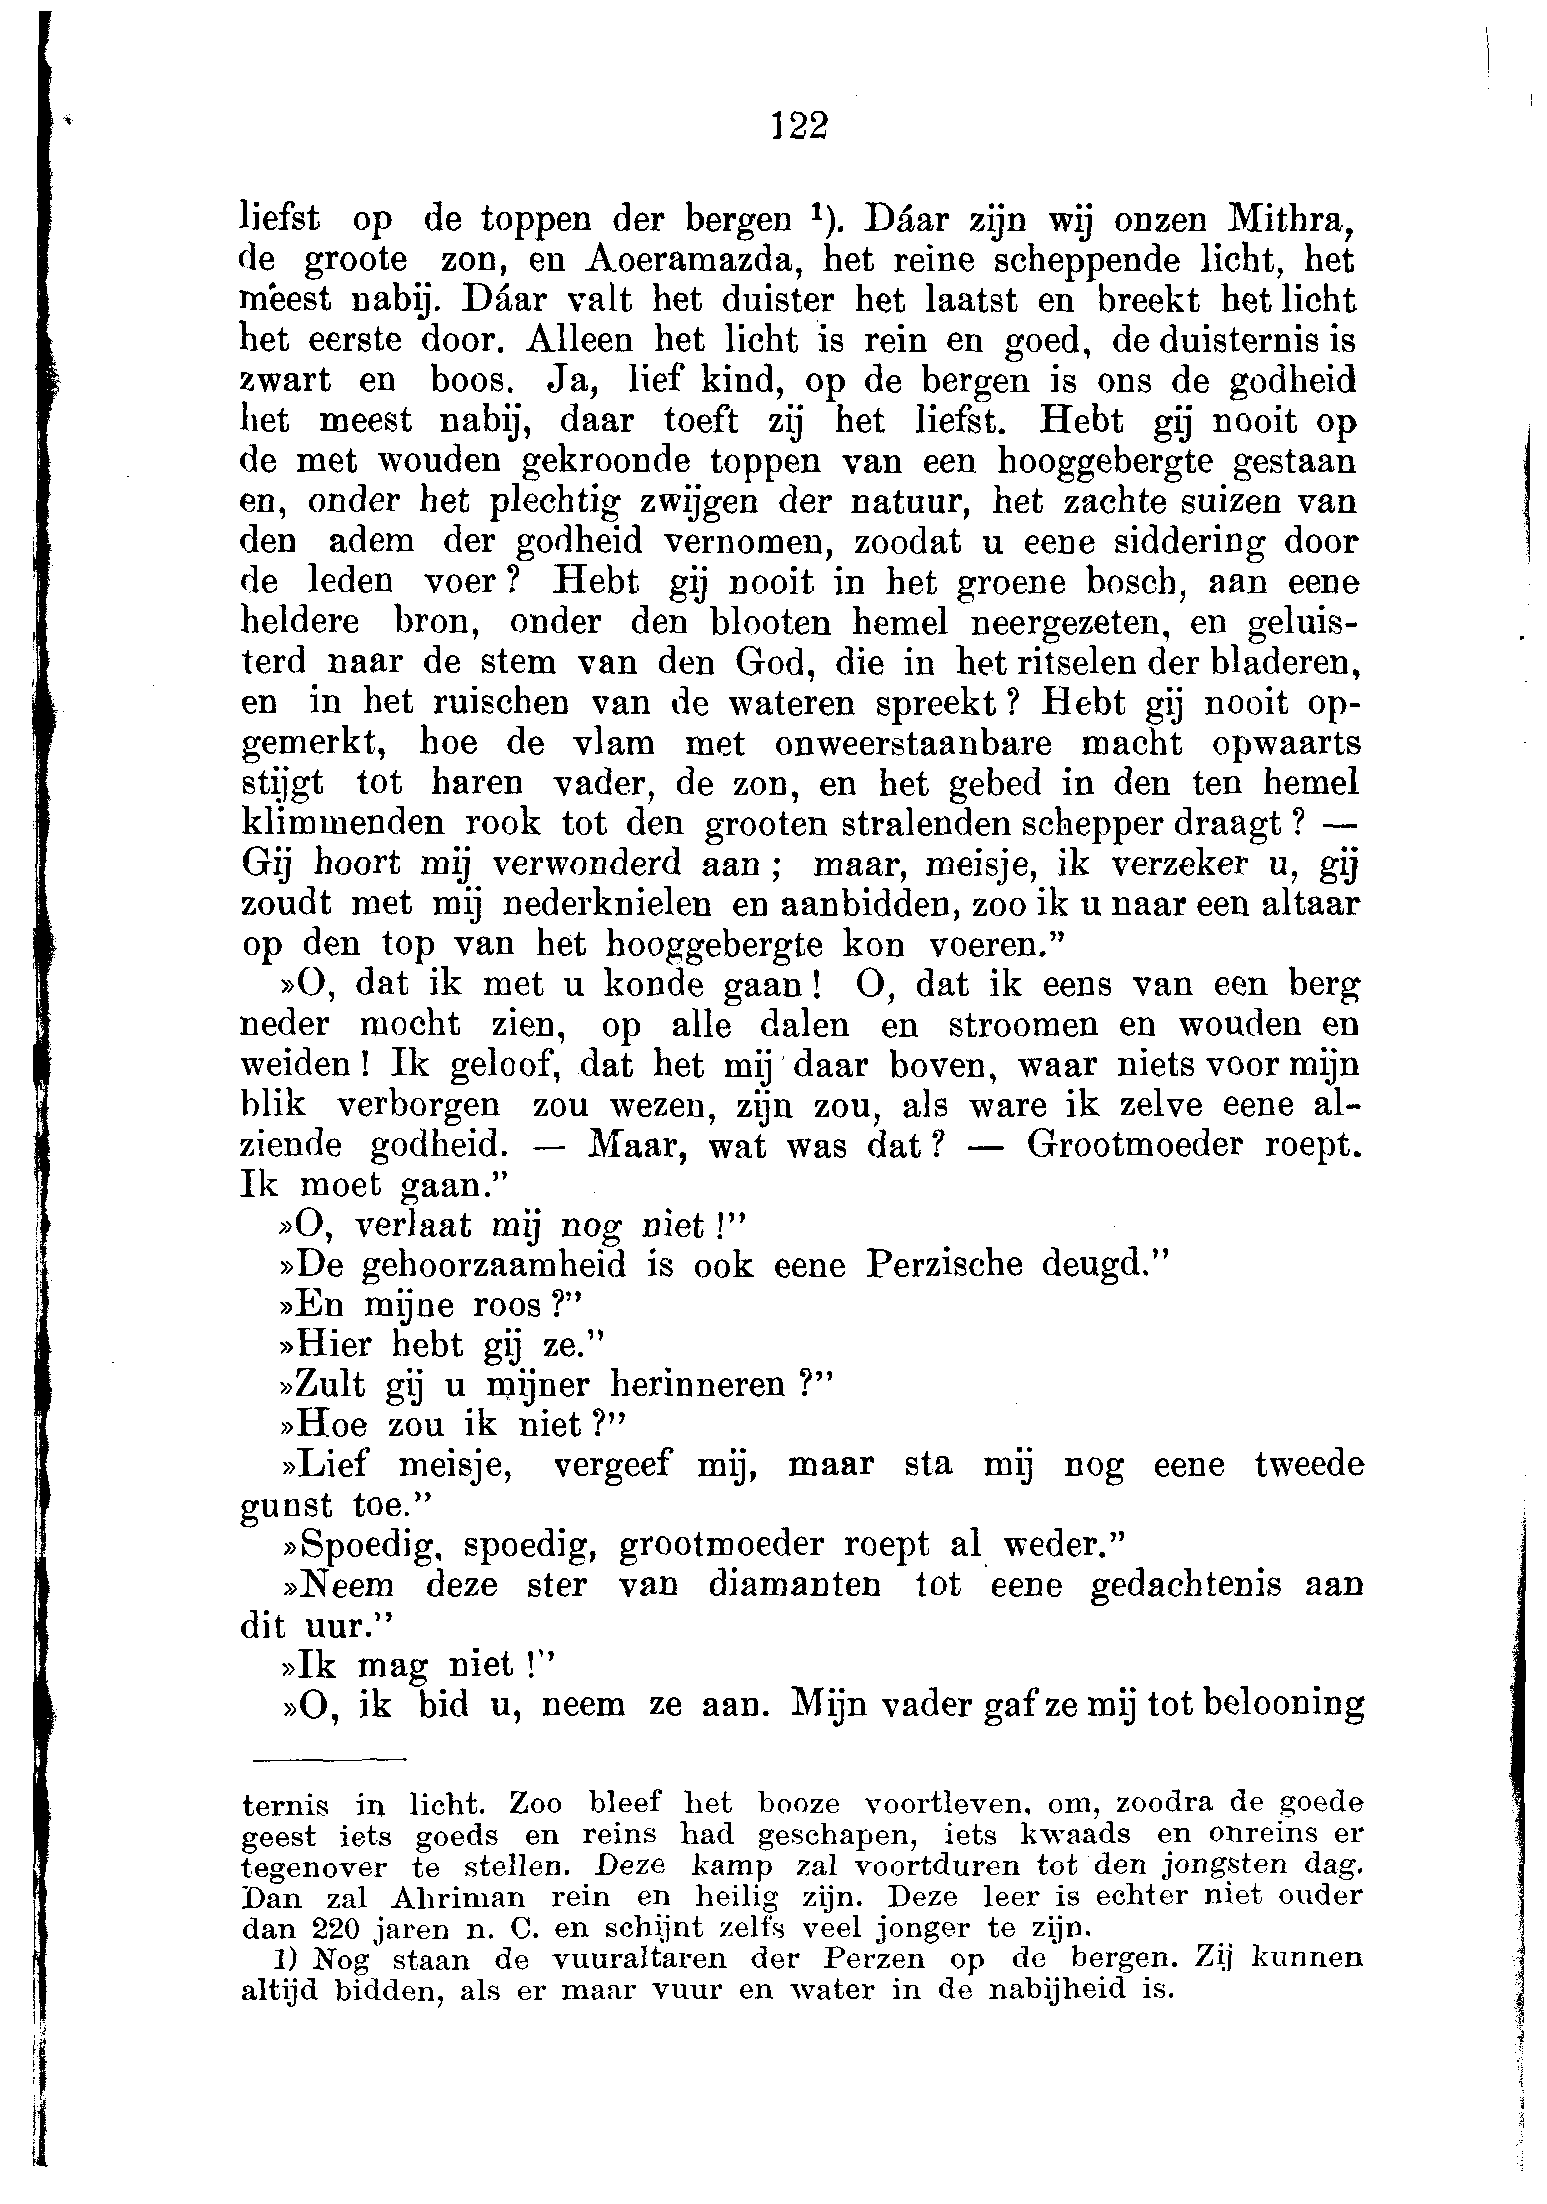 122
liefst op de toppen der bergen ¹). Dáar zijn wij onzen Mithra,
de groote zon, en Aoeramazda, het reine scheppende licht, het
meest nabij. Dáar valt het duister het laatst en breekt het licht
het eerste door. Alleen het licht is rein en goed, de duisternis is
zwart en boos. Ja, lief kind, op de bergen is ons de godheid
het meest nabij, daar toeft zij het liefst. Hebt gij nooit op
de met wouden gekroonde toppen van een hooggebergte gestaan
en, onder het plechtig zwijgen der natuur, het zachte suizen van
den adem der godheid vernomen, zoodat u eene siddering door
de leden voer? Hebt gij nooit in het groene bosch, aan eene
heldere bron, onder den blooten hemel neergezeten, en geluis-
terd naar de stem van den God, die in het ritselen der bladeren,
en in het ruischen van de wateren spreekt? Hebt gij nooit op-
gemerkt, hoe de vlam met onweerstaanbare macht opwaarts
stijgt tot haren vader, de zon, en het gebed in den ten hemel
klimmenden rook tot den grooten stralenden schepper draagt? —
Gij hoort mij verwonderd aan; maar, meisje, ik verzeker u, gij
zoudt met mij nederknielen en aanbidden, zoo ik u naar een altaar
op den top van het hooggebergte kon voeren."
»O, dat ik met u konde gaan! O, dat ik eens van een berg
neder mocht zien, op alle dalen en stroomen en wouden en
weiden! Ik geloof, dat het mij daar boven, waar niets voor mijn
blik verborgen zou wezen, zijn zou, als ware ik zelve eene al-
ziende godheid. — Maar, wat was dat? — Grootmoeder roept.
Ik moet gaan."
»O, verlaat mij nog niet!"
»De gehoorzaamheid is ook eene Perzische deugd."
»En mijne roos?"
»Hier hebt gij ze."
»Zult gij u mijner herinneren?"
»Hoe zou ik niet?"
»Lief meisje, vergeef mij, maar sta mij nog eene tweede
gunst toe."
»Spoedig, spoedig, grootmoeder roept al weder."
»Neem deze ster van diamanten tot eene gedachtenis aan
dit uur."
»Ik mag niet!"
»O, ik bid u, neem ze aan. Mijn vader gaf ze mij tot belooning
ternis in licht. Zoo bleef het booze voortleven, om, zoodra de goede
geest iets goeds en reins had geschapen, iets kwaads en onreins er
tegenover te stellen. Deze kamp zal voortduren tot den jongsten dag.
Dan zal Ahriman rein en heilig zijn. Deze leer is echter niet ouder
dan 220 jaren n. C. en schijnt zelfs veel jonger te zijn.
1) Nog staan de vuuraltaren der Perzen op de bergen. Zij kunnen
altijd bidden, als er maar vuur en water in de nabijheid is.